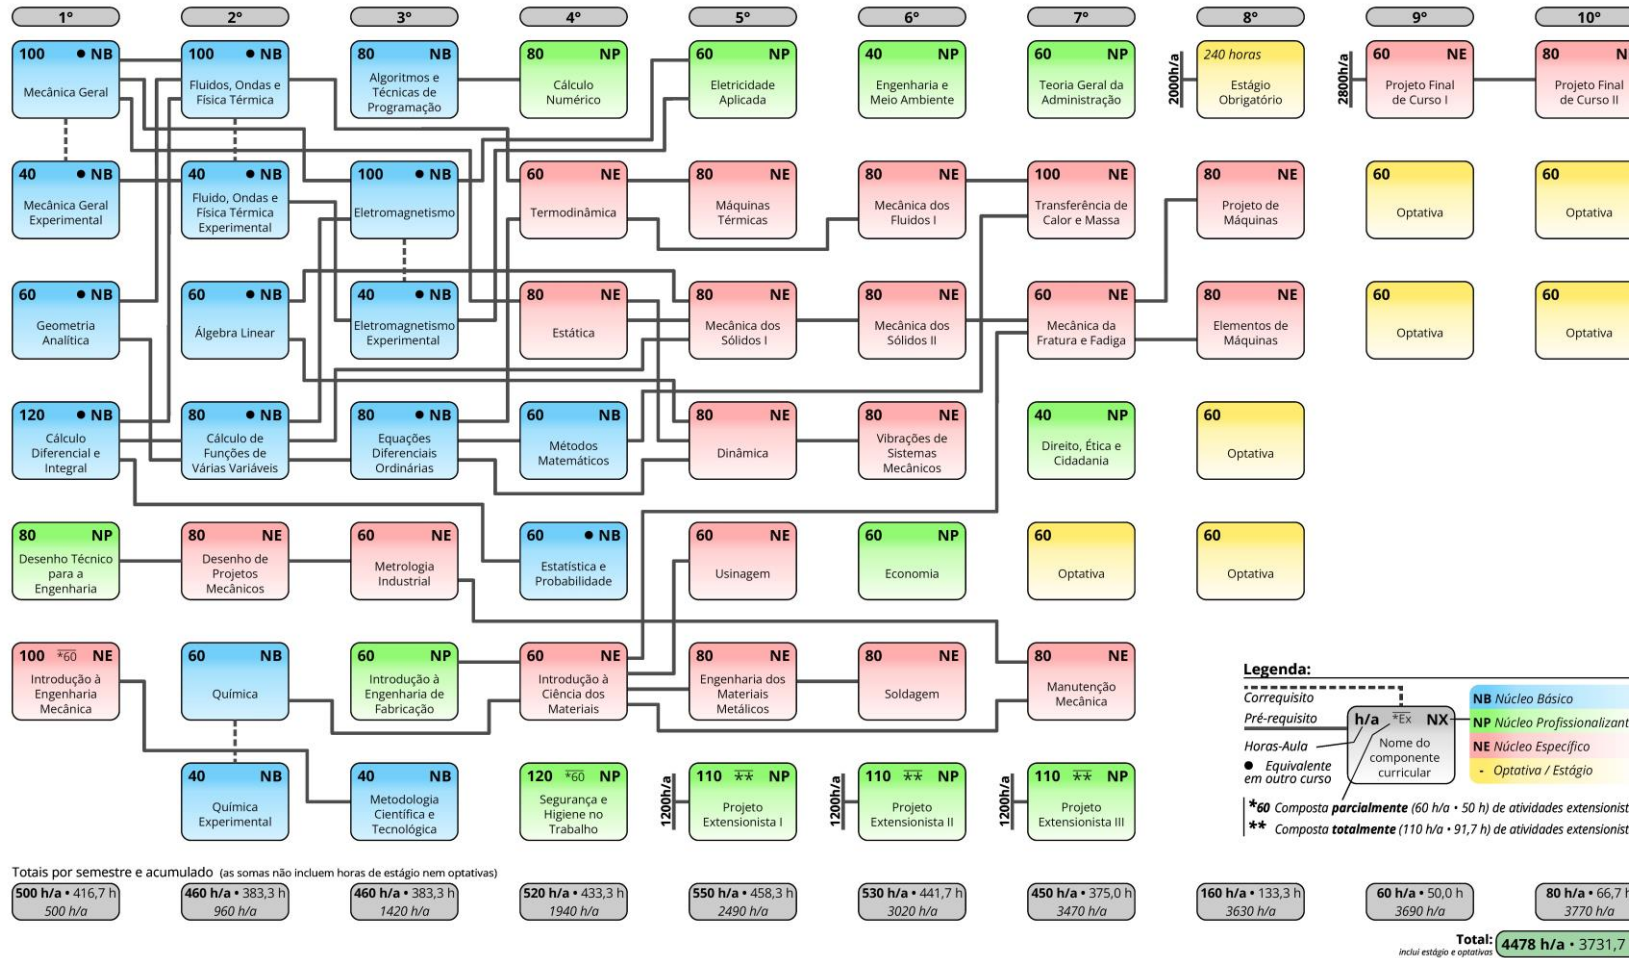 1° 2° 3° 4° 5° 6° 7° 8° 9° 10°
100 • NB
Mecânica Geral
100 • NB
Fluidos, Ondas e
Física Térmica
80 NB
Algoritmos e
Técnicas de
Programação
80 NP
Cálculo
Numérico
60 NP
Eletricidade
Aplicada
40 NP
Engenharia e
Meio Ambiente
60 NP
Teoria Geral da
Administração
2000h/a
240 horas
Estágio
Obrigatório
2800h/a
60 NE
Projeto Final
de Curso I
80
Projeto Final
de Curso II
40 • NB
Mecânica Geral
Experimental
40 • NB
Fluido, Ondas e
Física Térmica
Experimental
100 • NB
Eletromagnetismo
60 NE
Termodinâmica
80 NE
Máquinas
Térmicas
80 NE
Mecânica dos
Fluidos I
100 NE
Transferência de
Calor e Massa
80 NE
Projeto de
Máquinas
60
Optativa
60
Optativa
60 • NB
Geometria
Analítica
60 • NB
Álgebra Linear
40 • NB
Eletromagnetismo
Experimental
80 NE
Estática
80 NE
Mecânica dos
Sólidos I
80 NE
Mecânica dos
Sólidos II
60 NE
Mecânica da
Fratura e Fadiga
80 NE
Elementos de
Máquinas
60
Optativa
60
Optativa
120 • NB
Cálculo
Diferencial e
Integral
80 • NB
Cálculo de
Funções de
Várias Variáveis
80 • NB
Equações
Diferenciais
Ordinárias
60 NB
Métodos
Matemáticos
80 NE
Dinâmica
80 NE
Vibrações de
Sistemas
Mecânicos
40 NP
Direito, Ética e
Cidadania
60
Optativa
80 NP
Desenho Técnico
para a
Engenharia
80 NE
Desenho de
Projetos
Mecânicos
60 NE
Metrologia
Industrial
60 • NB
Estatística e
Probabilidade
60 NE
Usinagem
60 NP
Economia
60
Optativa
60
Optativa
100 *60 NE
Introdução à
Engenharia
Mecânica
60 NB
Química
60 NP
Introdução à
Engenharia de
Fabricação
60 NE
Introdução à
Ciência dos
Materiais
80 NE
Engenharia dos
Materiais
Metálicos
80 NE
Soldagem
80 NE
Manutenção
Mecânica
40 NB
Química
Experimental
40 NB
Metodologia
Científica e
Tecnológica
120 *60 NP
Segurança e
Higiene no
Trabalho
1200h/a
110 ** NP
Projeto
Extensionista I
1200h/a
110 ** NP
Projeto
Extensionista II
1200h/a
110 ** NP
Projeto
Extensionista III
Legenda:
Correquisito
Pré-requisito
Horas-Aula
• Equivalente
em outro curso
h/a *Ex NX
Nome do
componente
curricular
NB Núcleo Básico
NP Núcleo Profissionalizant
NE Núcleo Específico
- Optativa / Estágio
*60 Composta parcialmente (60 h/a • 50 h) de atividades extensionist
** Composta totalmente (110 h/a • 91,7 h) de atividades extensionist
Totais por semestre e acumulado (as somas não incluem horas de estágio nem optativas)
500 h/a • 416,7 h
500 h/a
460 h/a • 383,3 h
960 h/a
460 h/a • 383,3 h
1420 h/a
520 h/a • 433,3 h
1940 h/a
550 h/a • 458,3 h
2490 h/a
530 h/a • 441,7 h
3020 h/a
450 h/a • 375,0 h
3470 h/a
160 h/a • 133,3 h
3630 h/a
60 h/a • 50,0 h
3690 h/a
80 h/a • 66,7 h
3770 h/a
Total: 4478 h/a • 3731,7
inclui estágio e optativas